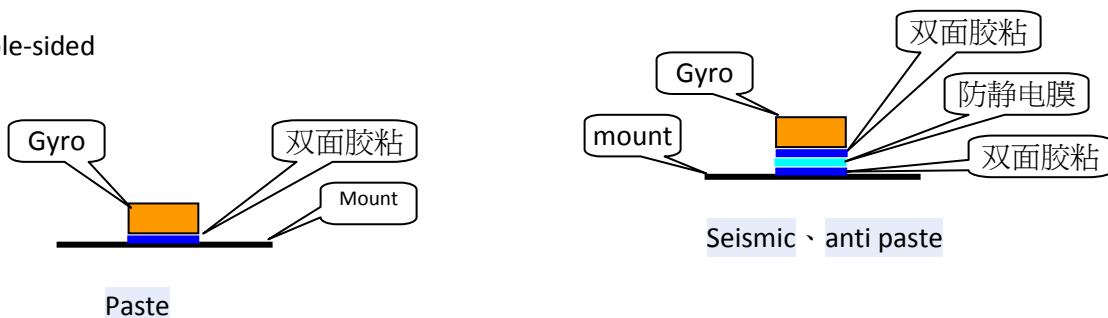 le-sided
Gyro
双面胶粘
Mount
Paste
双面胶粘
Gyro
防静电膜
mount
双面胶粘
Seismic、anti paste